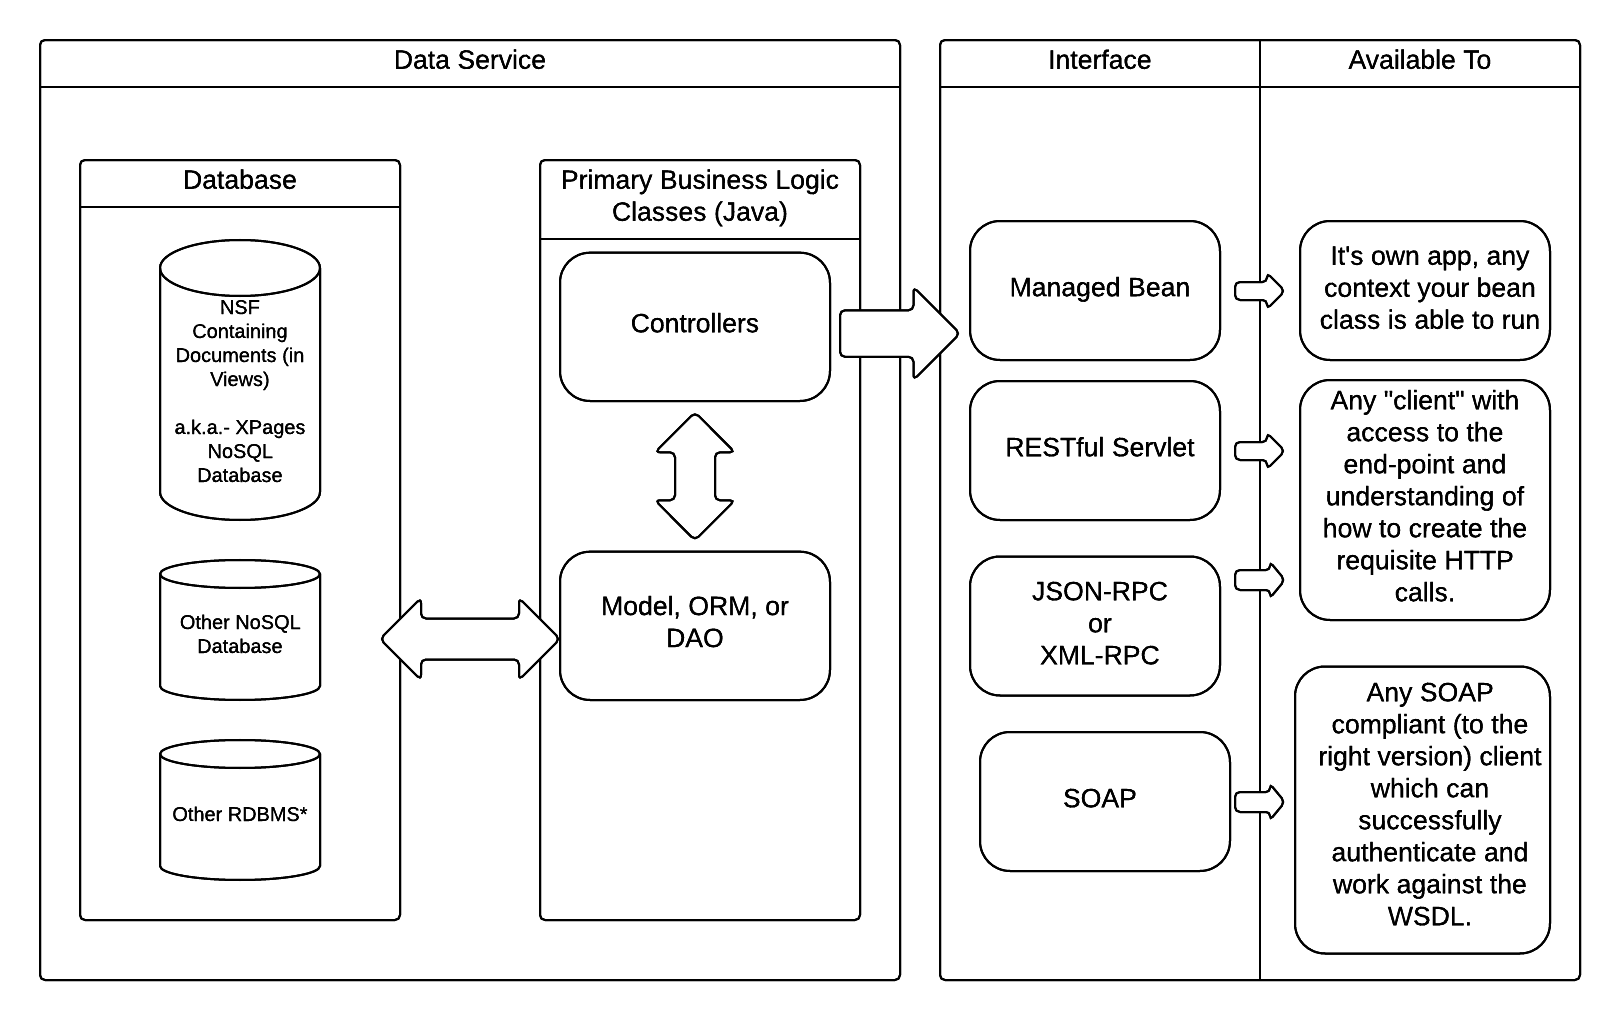 Data Service
Database
NSF
Containing
Documents (in
Views)
a.k.a.- XPages
NoSQL
Database
Other NoSQL
Database
Other RDBMS*
Primary Business Logic
Classes (Java)
Controllers
Model, ORM, or
DAO
Interface
Available To
Managed Bean
It's own app, any
context your bean
class is able to run
RESTful Servlet
Any "client" with
access to the
end-point and
understanding of
how to create the
requisite HTTP
calls.
JSON-RPC
or
XML-RPC
SOAP
Any SOAP
compliant (to the
right version) client
which can
successfully
authenticate and
work against the
WSDL.